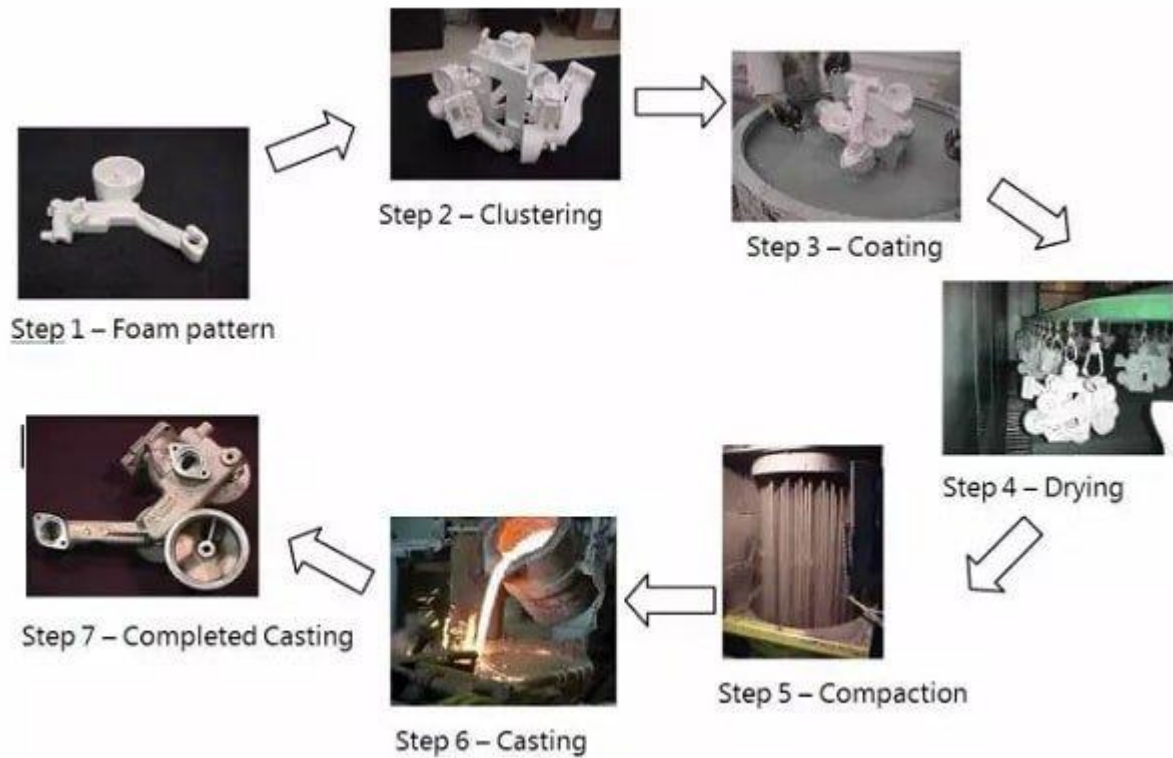 Step 1 – Foam pattern
Step 2 – Clustering
Step 3 – Coating
Step 4 – Drying
Step 5 – Compaction
Step 6 – Casting
Step 7 – Completed Casting